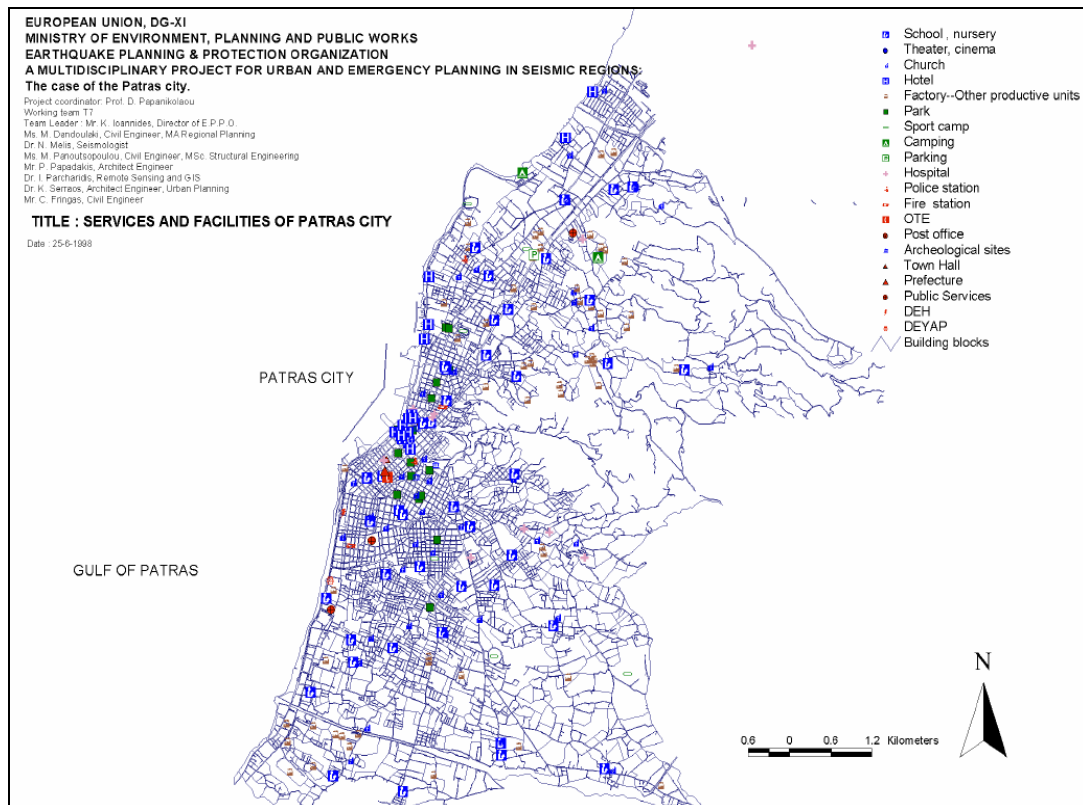 EUROPEAN UNION, DG-XI
MINISTRY OF ENVIRONMENT, PLANNING AND PUBLIC WORKS
EARTHQUAKE PLANNING & PROTECTION ORGANIZATION
A MULTIDISCIPLINARY PROJECT FOR URBAN AND EMERGENCY PLANNING IN SEISMIC REGIONS:
The case of the Patras city.
Project coordinator: Prof. D. Papanikolaou
Working team T7
Team Leader : Mr. K. Ioannides, Director of E.P.P.O.
Ms. M. Dandoulaki, Civil Engineer, MA Regional Planning
Dr. N. Melis, Seismologist
Ms. M. Panoutsopoulou, Civil Engineer, MSc. Structural Engineering
Mr. P. Papadakis, Architect Engineer
Dr. I. Parcharidis, Remote Sensing and GIS
Dr. K. Serraos, Architect Engineer, Urban Planning
Mr. C. Fringas, Civil Engineer
TITLE : SERVICES AND FACILITIES OF PATRAS CITY
Date : 25-6-1998
School , nursery
Theater, cinema
Church
Hotel
Factory--Other productive units
Park
Sport camp
Camping
Parking
Hospital
Police station
Fire station
OTE
Post office
Archeological sites
Town Hall
Prefecture
Public Services
DEH
DEYAP
Building blocks
PATRAS CITY
GULF OF PATRAS
N
0.6 0 0.6 1.2 Kilometers